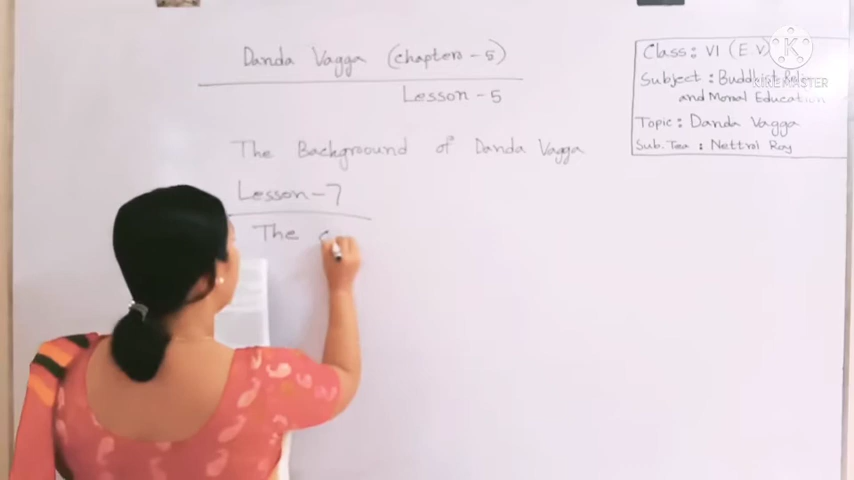 Danda Vagga (chapters - 5)
Lesson - 5
The Background of Danda Vagga
Lesson - 7
The
Class: VI (E.V)
Subject: Buddhist
and Moral Education
Topic: Danda Vagga
Sub. Tea: Nettrol Roy
K
KINEMASTER